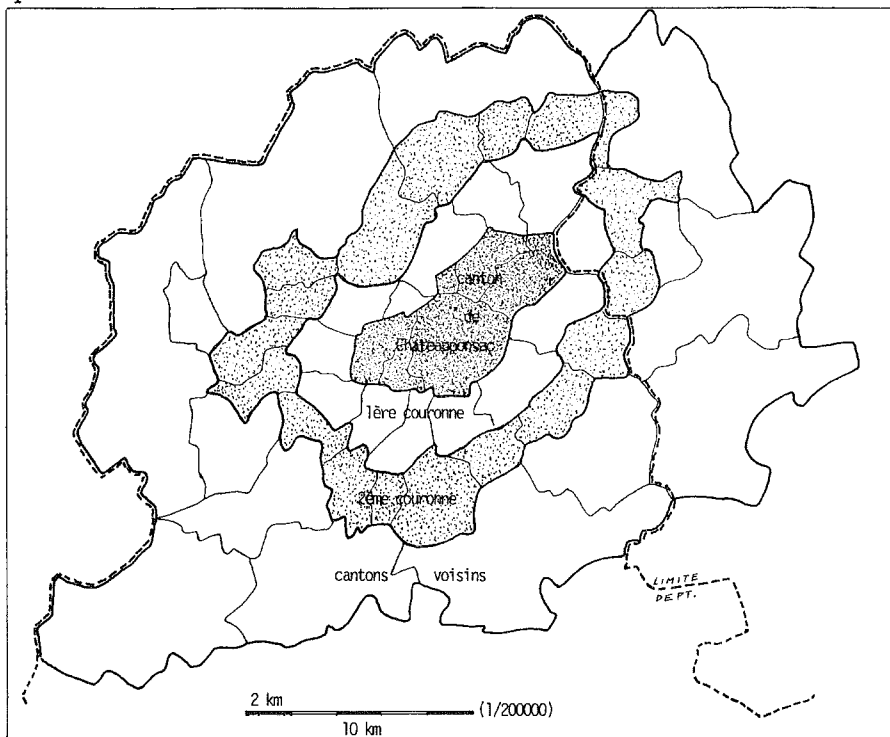 canton
de
Châteauponsac
1ère couronne
2ème couronne
cantons voisins
LIMITE
DEPT.
2 km
(1/200000)
10 km